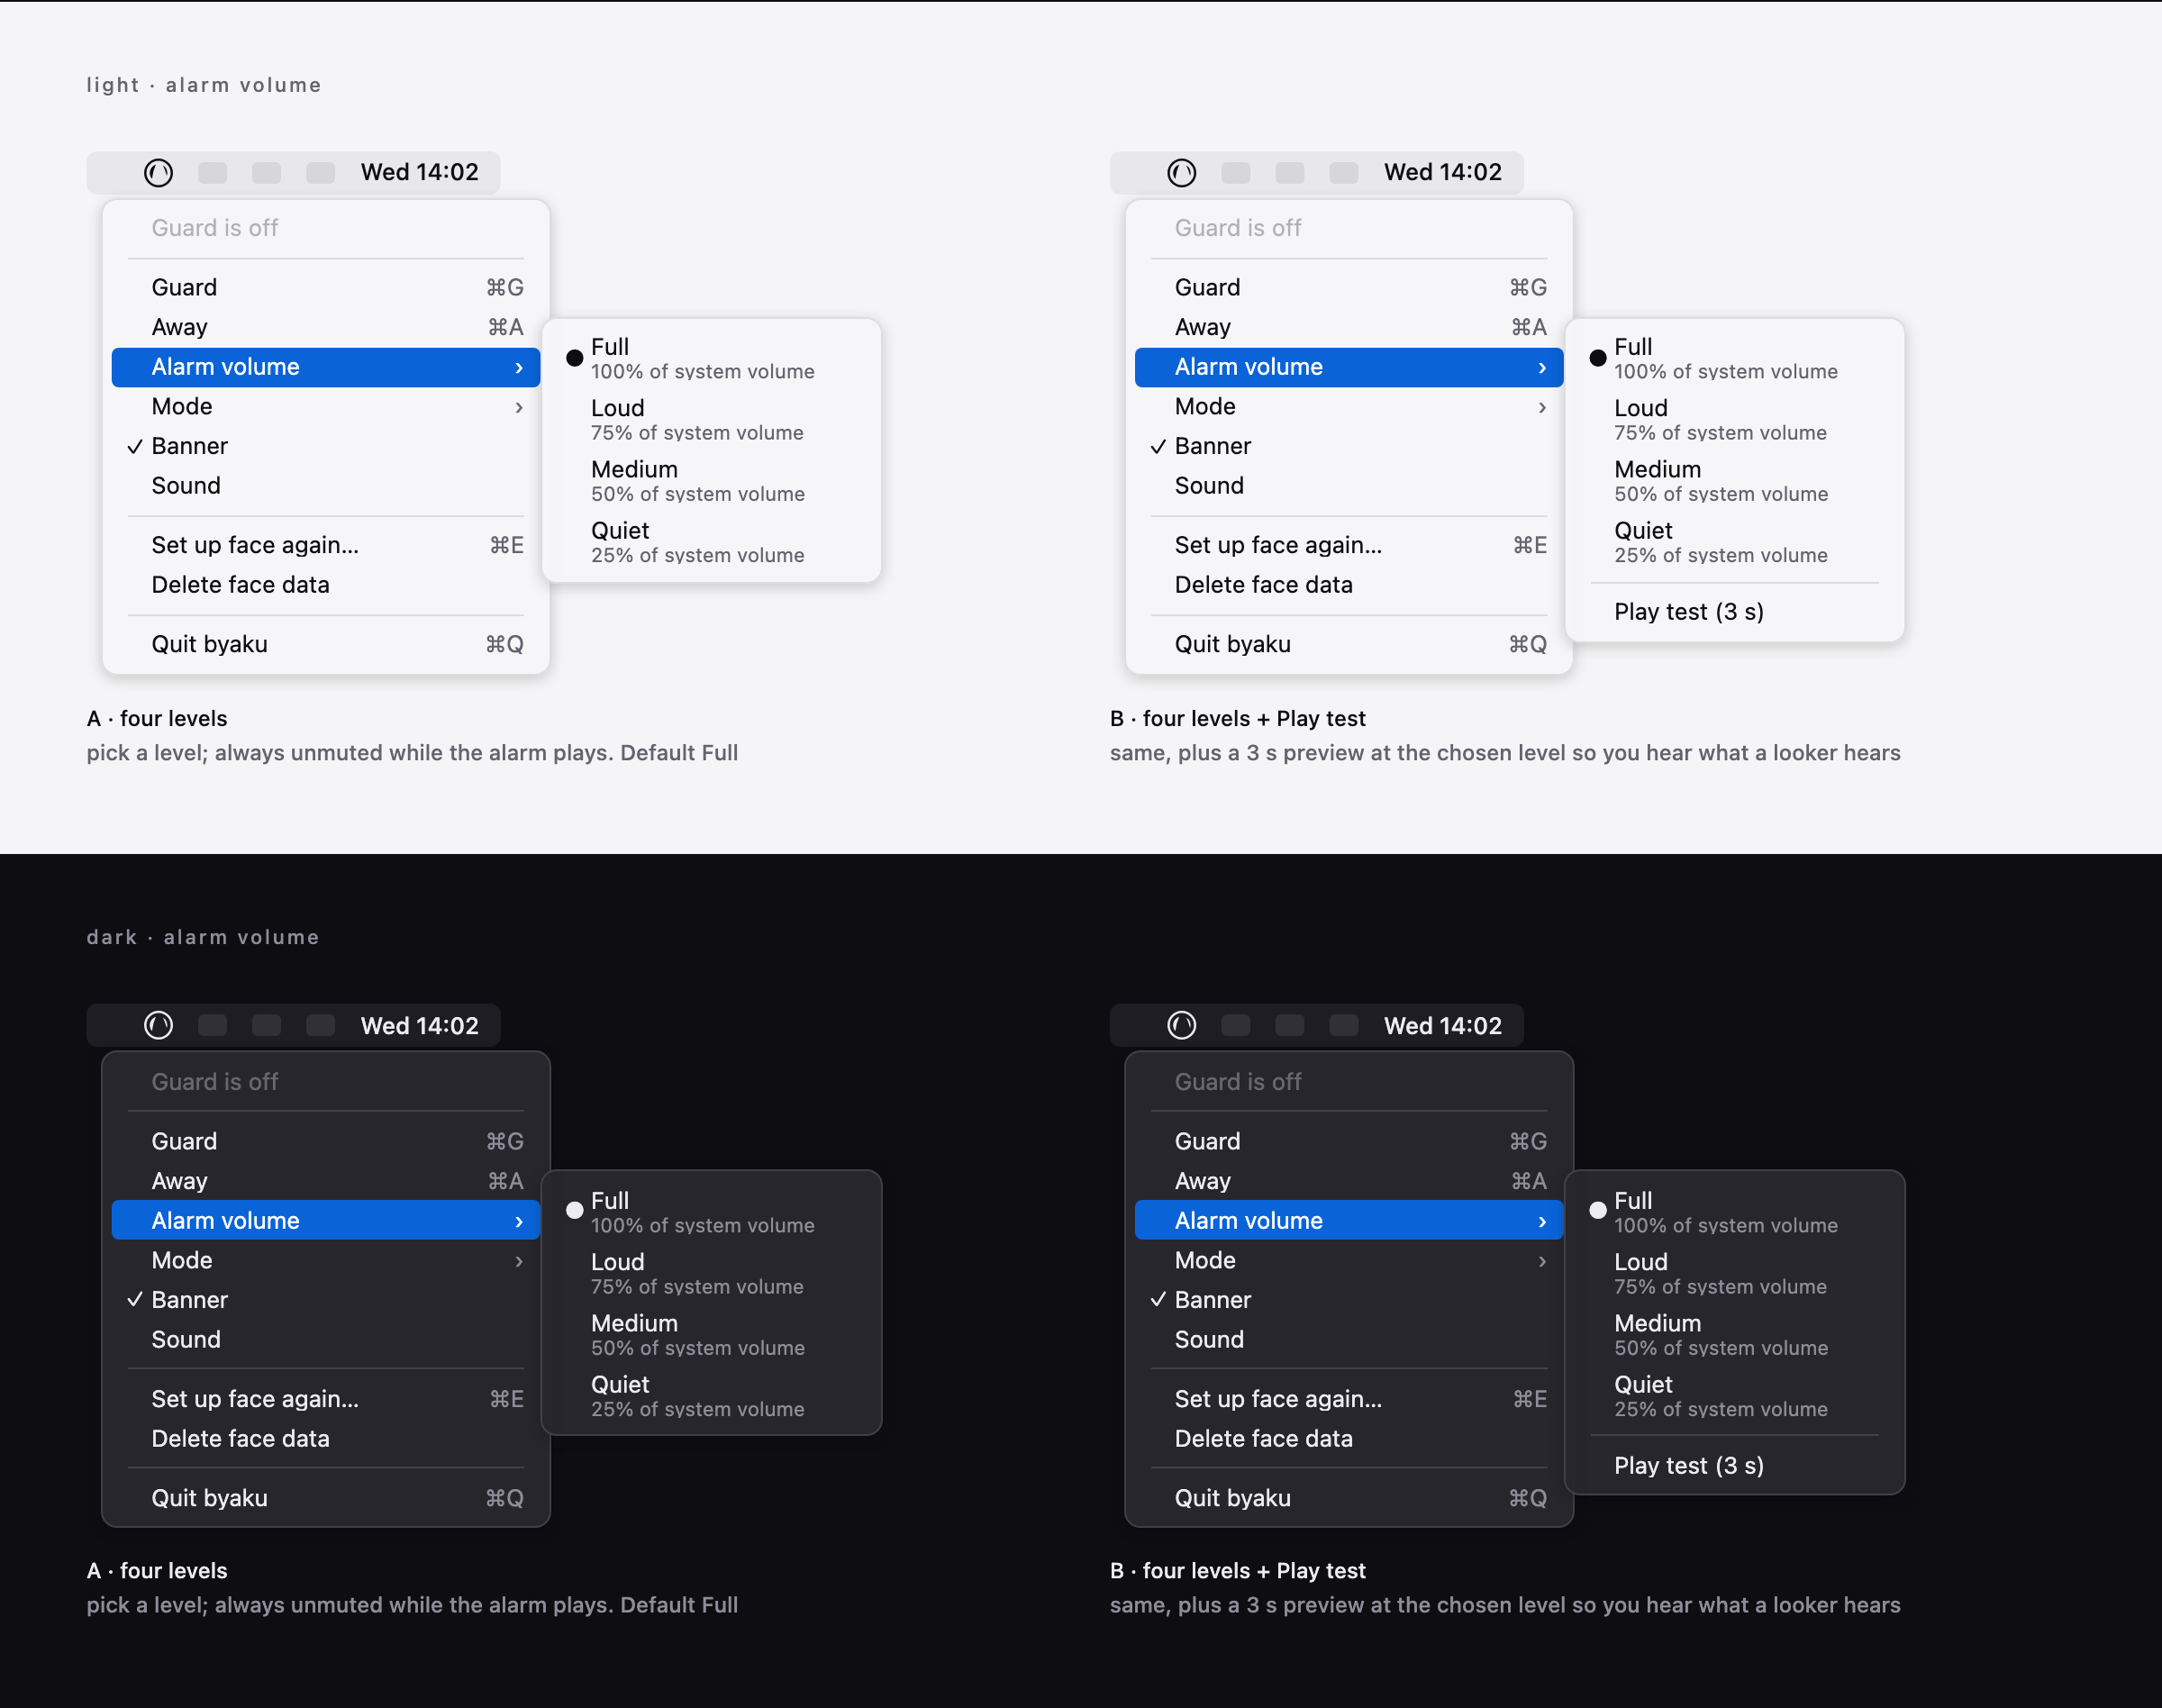 light · alarm volume
Wed 14:02
Guard is off
Guard ⌘G
Away ⌘A
Alarm volume ›
Mode ›
✓ Banner
Sound
Set up face again... ⌘E
Delete face data
Quit byaku ⌘Q
Full
100% of system volume
Loud
75% of system volume
Medium
50% of system volume
Quiet
25% of system volume
A · four levels
pick a level; always unmuted while the alarm plays. Default Full
Wed 14:02
Guard is off
Guard ⌘G
Away ⌘A
Alarm volume ›
Mode ›
✓ Banner
Sound
Set up face again... ⌘E
Delete face data
Quit byaku ⌘Q
Full
100% of system volume
Loud
75% of system volume
Medium
50% of system volume
Quiet
25% of system volume
Play test (3 s)
B · four levels + Play test
same, plus a 3 s preview at the chosen level so you hear what a looker hears
dark · alarm volume
Wed 14:02
Guard is off
Guard ⌘G
Away ⌘A
Alarm volume ›
Mode ›
✓ Banner
Sound
Set up face again... ⌘E
Delete face data
Quit byaku ⌘Q
Full
100% of system volume
Loud
75% of system volume
Medium
50% of system volume
Quiet
25% of system volume
A · four levels
pick a level; always unmuted while the alarm plays. Default Full
Wed 14:02
Guard is off
Guard ⌘G
Away ⌘A
Alarm volume ›
Mode ›
✓ Banner
Sound
Set up face again... ⌘E
Delete face data
Quit byaku ⌘Q
Full
100% of system volume
Loud
75% of system volume
Medium
50% of system volume
Quiet
25% of system volume
Play test (3 s)
B · four levels + Play test
same, plus a 3 s preview at the chosen level so you hear what a looker hears